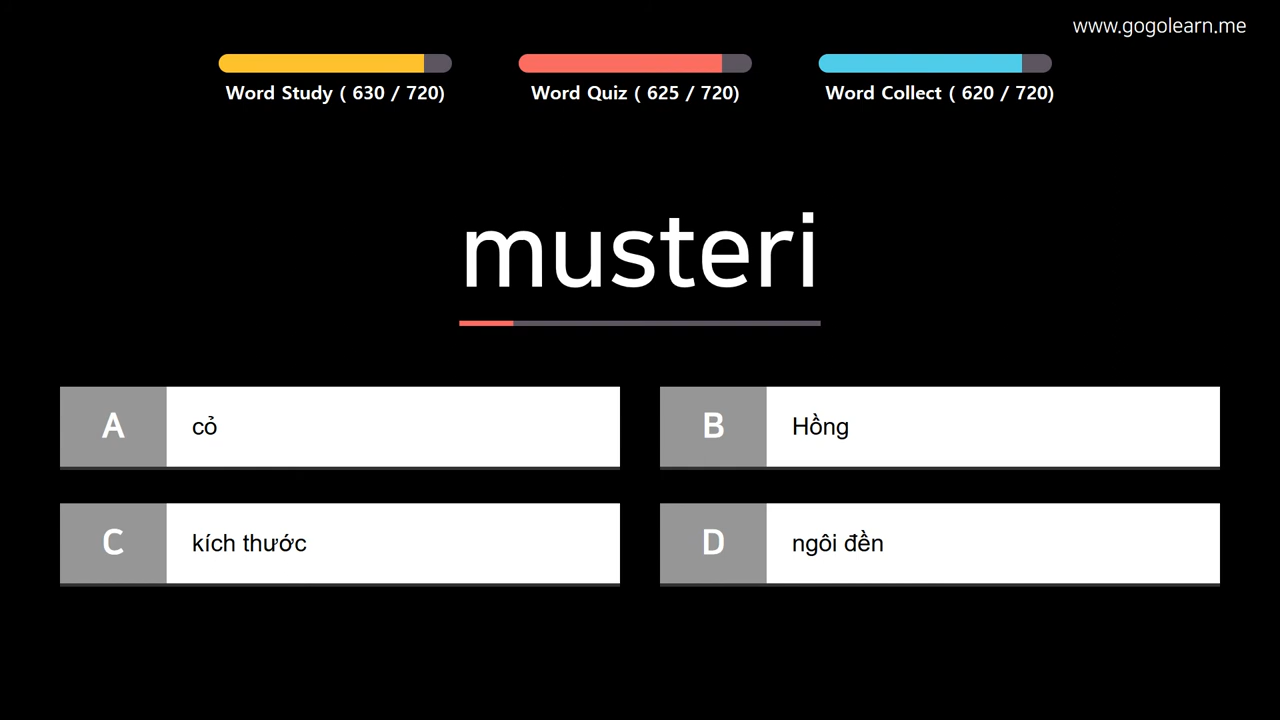 www.gogolearn.me
Word Study ( 630 / 720)
Word Quiz ( 625 / 720)
Word Collect ( 620 / 720)
musteri
A cỏ
B Hồng
C kích thước
D ngôi đền